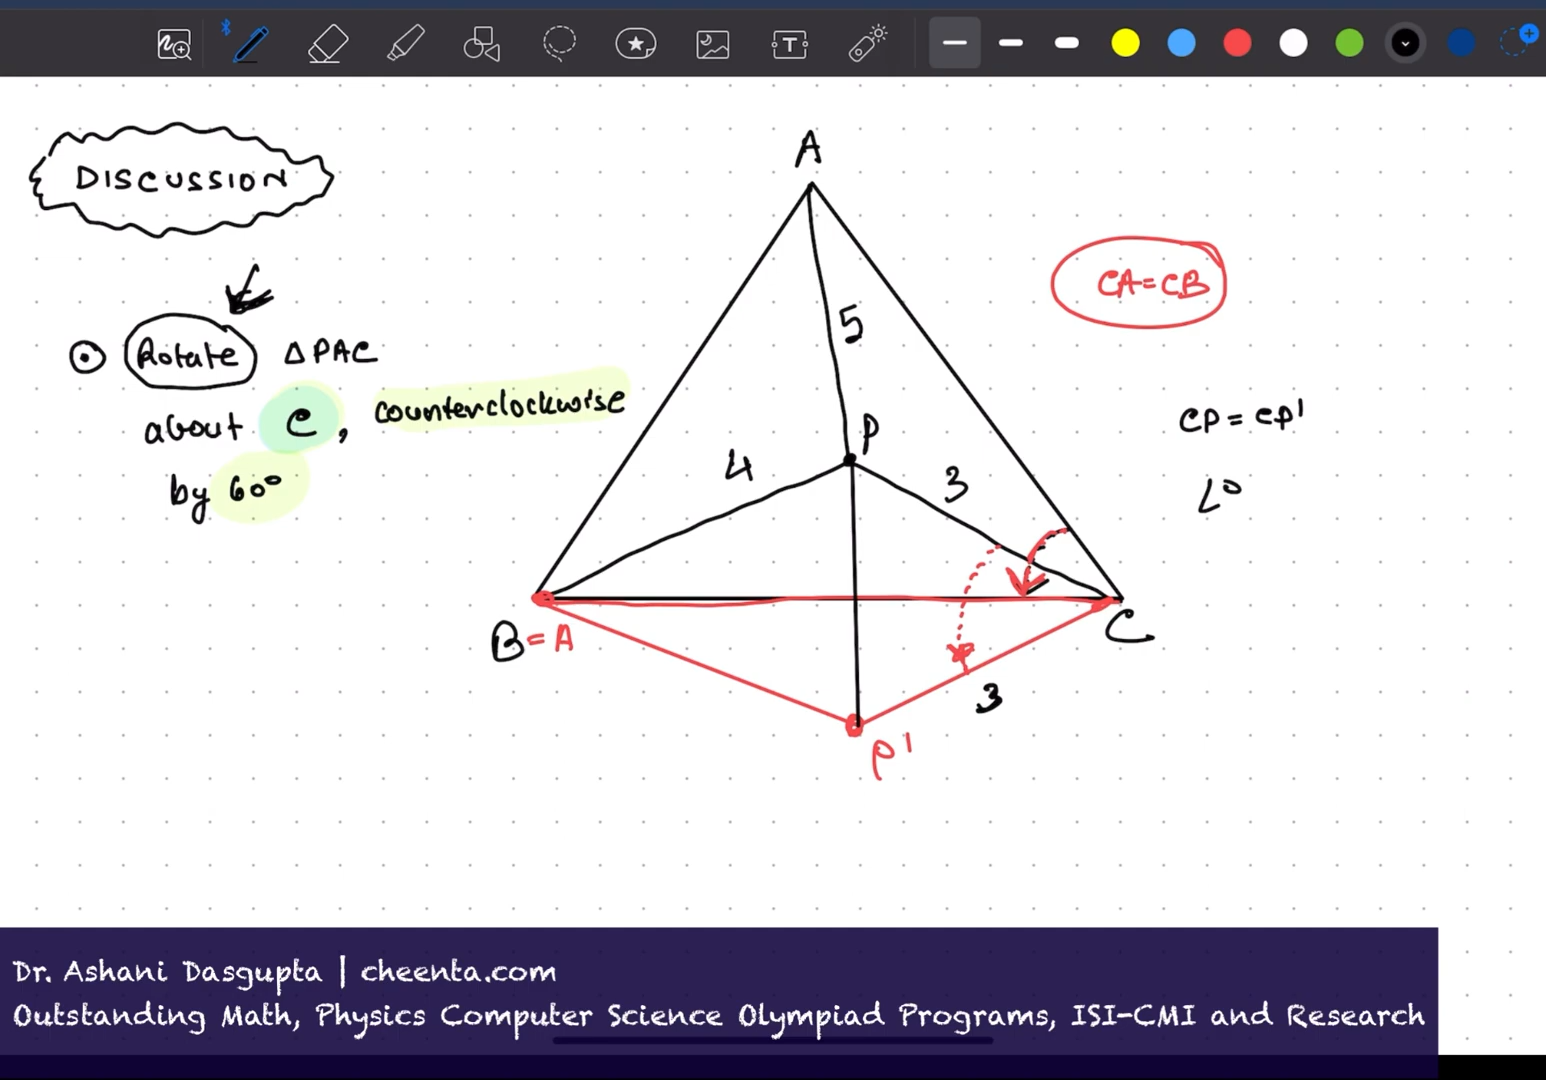 DISCUSSION
A
CA=CB
⊙ Rotate △PAC
5
about C, counterclockwise
CP = CP'
P
4
3
by 60°
∠
B = A
C
3
P'
Dr. Ashani Dasgupta | cheenta.com
Outstanding Math, Physics Computer Science Olympiad Programs, ISI-CMI and Research